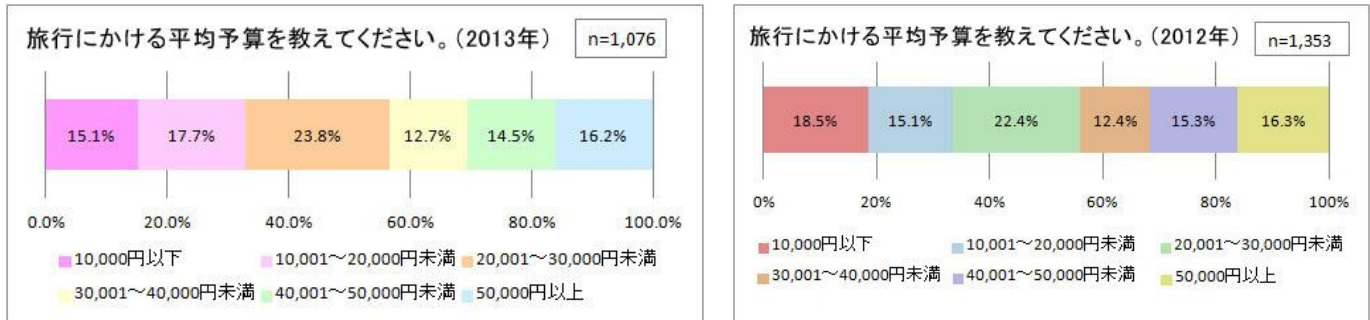 旅行にかける平均予算を教えてください。(2013年) n=1,076
15.1% 17.7% 23.8% 12.7% 14.5% 16.2%
0.0% 20.0% 40.0% 60.0% 80.0% 100.0%
10,000円以下 10,001～20,000円未満 20,001～30,000円未満
30,001～40,000円未満 40,001～50,000円未満 50,000円以上
旅行にかける平均予算を教えてください。(2012年) n=1,353
18.5% 15.1% 22.4% 12.4% 15.3% 16.3%
0% 20% 40% 60% 80% 100%
10,000円以下 10,001～20,000円未満 20,001～30,000円未満
30,001～40,000円未満 40,001～50,000円未満 50,000円以上